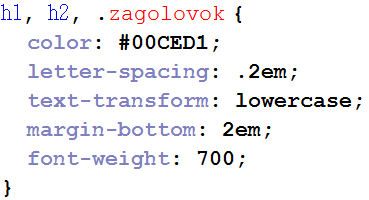 h1, h2, .zagolovok {
color: #00CED1;
letter-spacing: .2em;
text-transform: lowercase;
margin-bottom: 2em;
font-weight: 700;
}